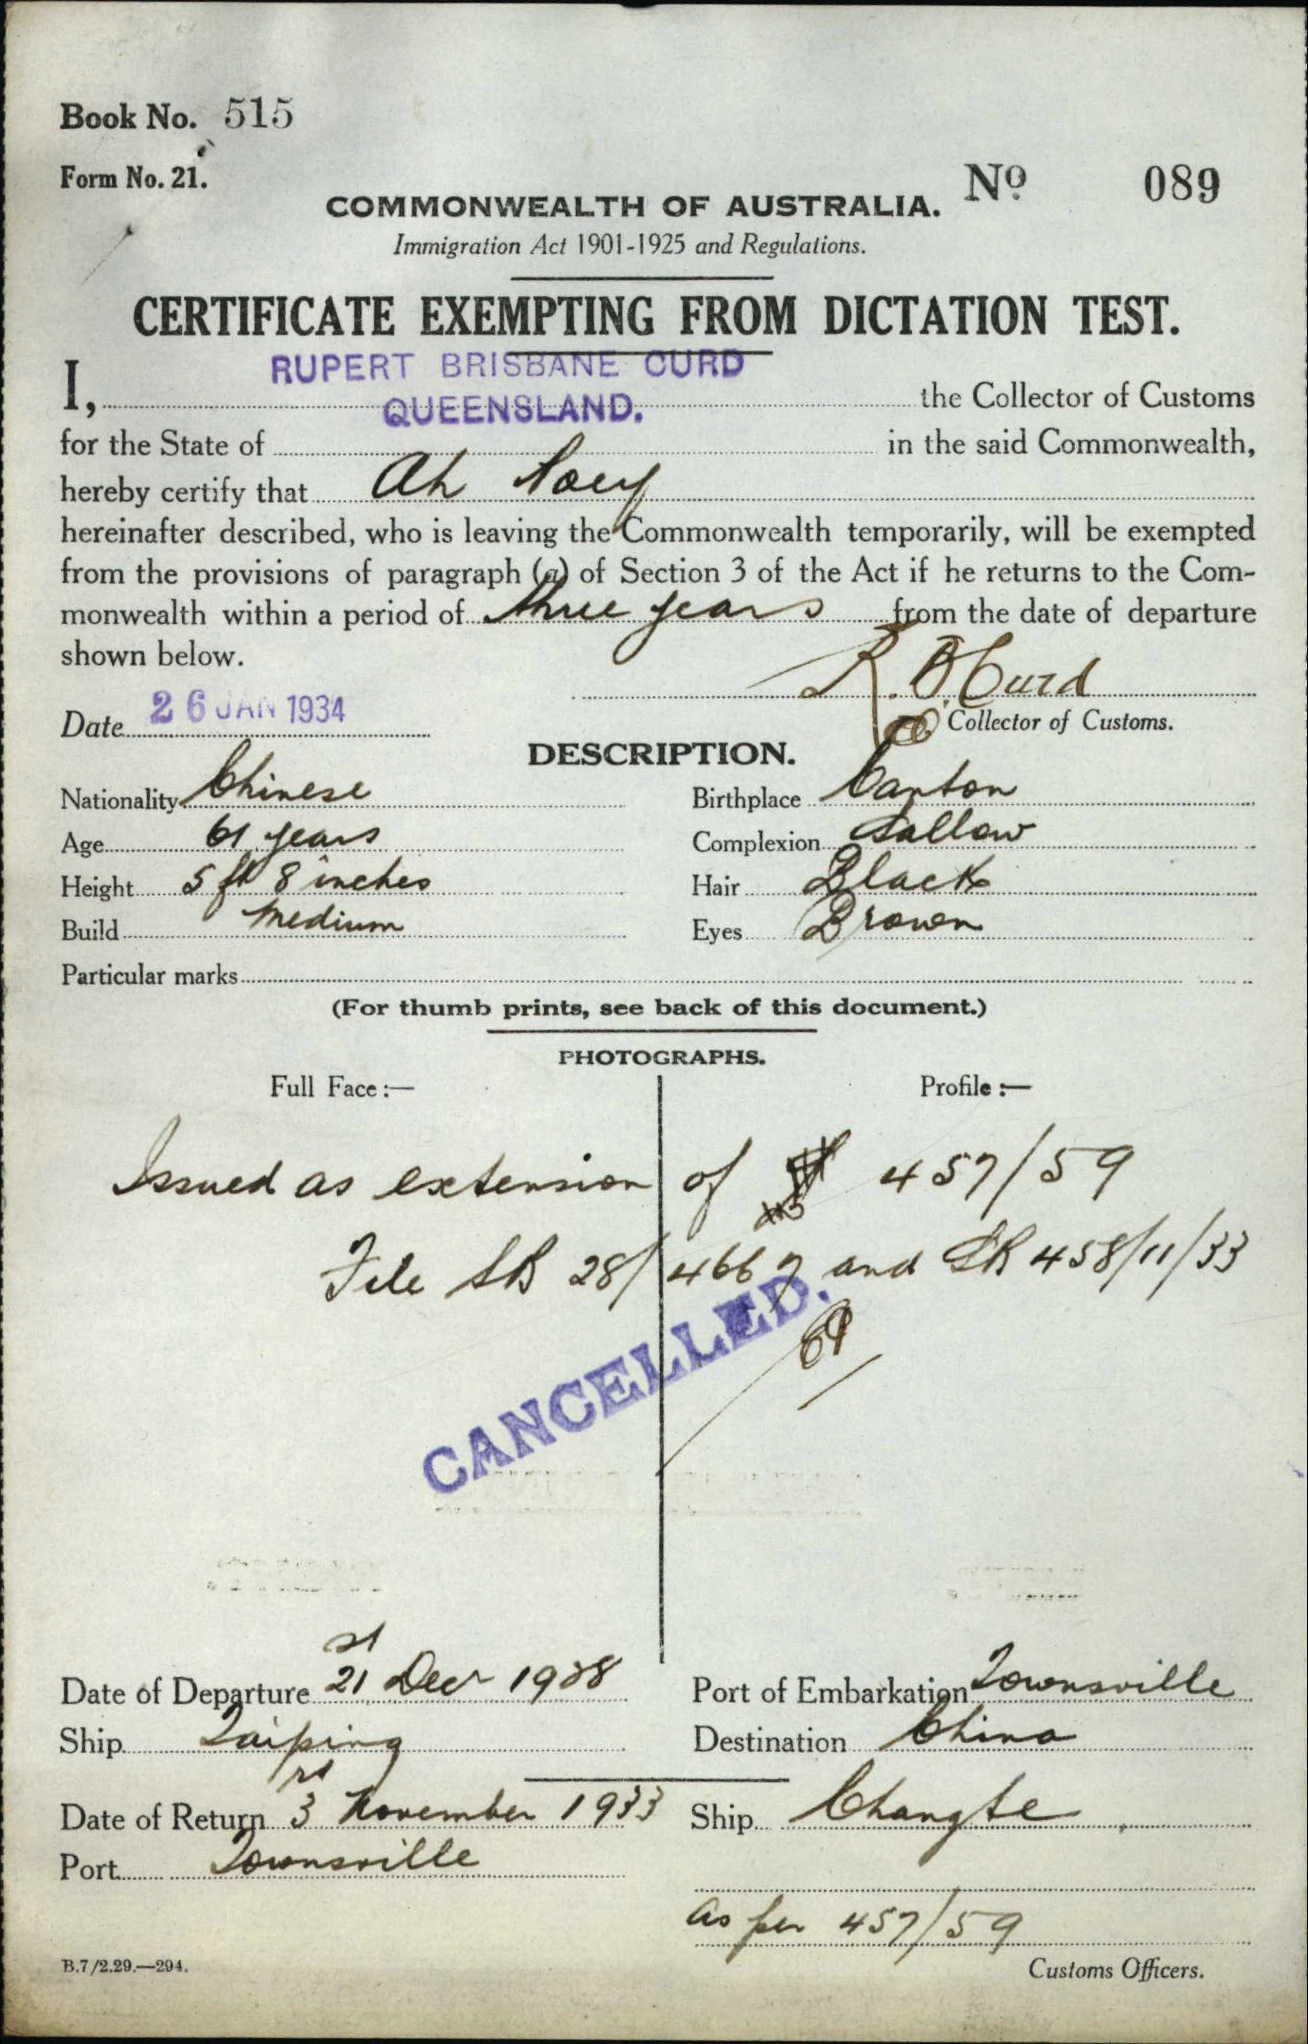 Book No. 515
Form No. 21.
No. 089
COMMONWEALTH OF AUSTRALIA.
Immigration Act 1901-1925 and Regulations.
CERTIFICATE EXEMPTING FROM DICTATION TEST.
I, RUPERT BRISBANE CURD the Collector of Customs
for the State of QUEENSLAND. in the said Commonwealth,
hereby certify that Ah
hereinafter described, who is leaving the Commonwealth temporarily, will be exempted
from the provisions of paragraph (a) of Section 3 of the Act if he returns to the Com-
monwealth within a period of three years from the date of departure
shown below.
R. B. Curd
Date 26 JAN 1934
Collector of Customs.
DESCRIPTION.
Nationality Chinese Birthplace Canton
Age 61 years Complexion Sallow
Height 5 ft 8 inches Hair Black
Build Medium Eyes Brown
Particular marks
(For thumb prints, see back of this document.)
PHOTOGRAPHS.
Full Face :— Profile :—
Issued as extension of 457/59
File SB 28/4667 and SR 458/11/33
CANCELLED.
Date of Departure 21st Decr 1928 Port of Embarkation Townsville
Ship Taiping Destination China
Date of Return 3rd November 1933 Ship Changte
Port Townsville
as per 457/59
B.7/2.29.—294.
Customs Officers.